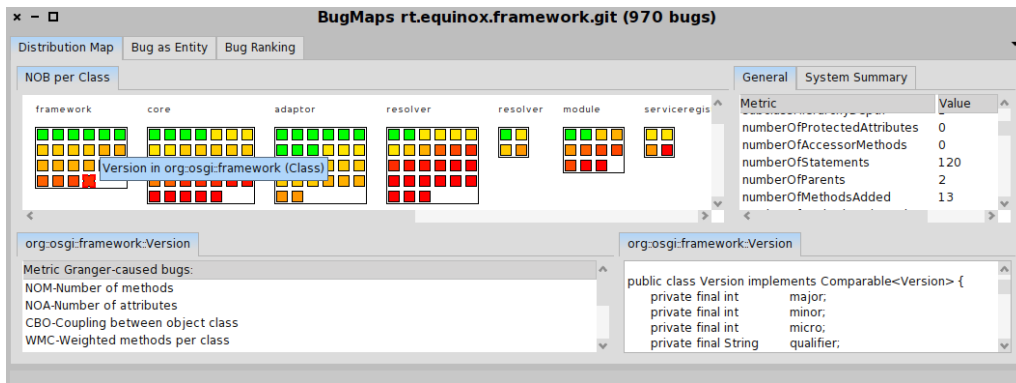 BugMaps rt.equinox.framework.git (970 bugs)
Distribution Map Bug as Entity Bug Ranking
NOB per Class
framework core adaptor resolver resolver module serviceregis
Version in org:osgi::framework (Class)
General System Summary
Metric Value
numberOfProtectedAttributes 0
numberOfAccessorMethods 0
numberOfStatements 120
numberOfParents 2
numberOfMethodsAdded 13
org:osgi::framework::Version
Metric Granger-caused bugs:
NOM-Number of methods
NOA-Number of attributes
CBO-Coupling between object class
WMC-Weighted methods per class
org:osgi::framework::Version
public class Version implements Comparable<Version> {
private final int major;
private final int minor;
private final int micro;
private final String qualifier;